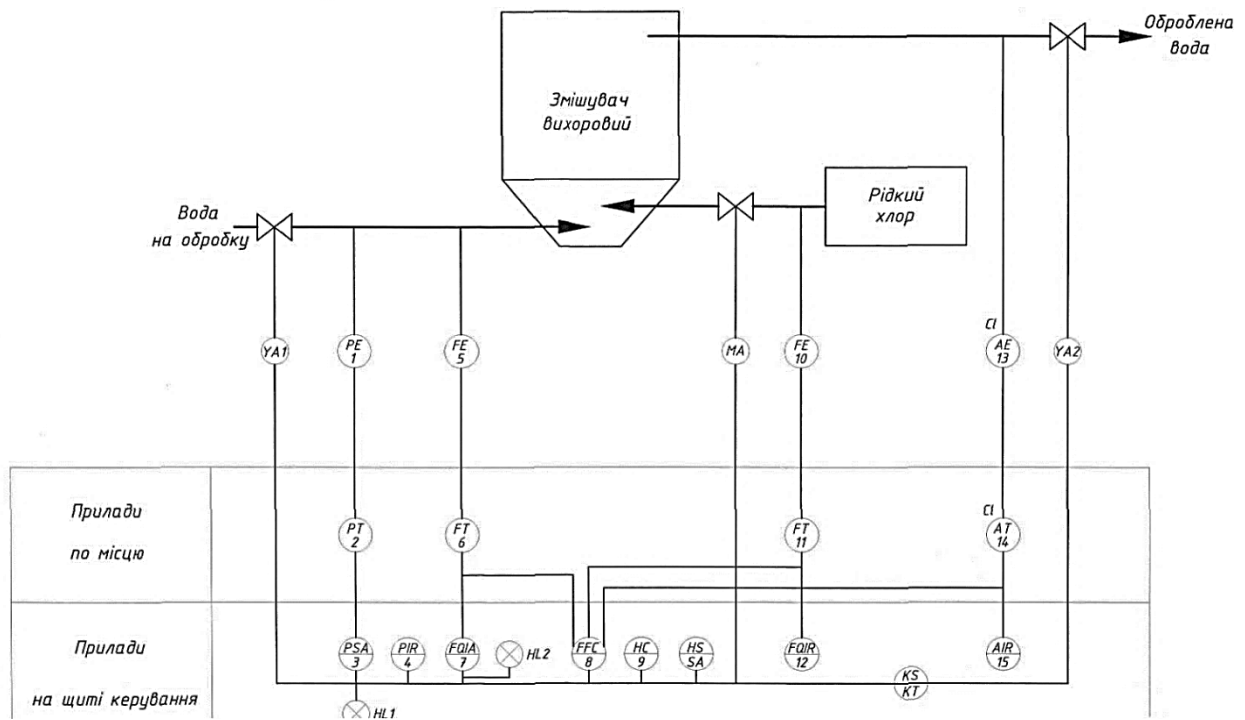 Оброблена
вода
Змішувач
вихоровий
Рідкий
хлор
Вода
на обробку
YA1
PE
1
FE
5
MA
FE
10
Cl
AE
13
YA2
Прилади
по місцю
PT
2
FT
6
FT
11
Cl
AT
14
Прилади
на щиті керування
PSA
3
PIR
4
FQIA
7
HL2
FFC
8
HC
9
HS
SA
FQIR
12
AIR
15
KS
KT
HL1